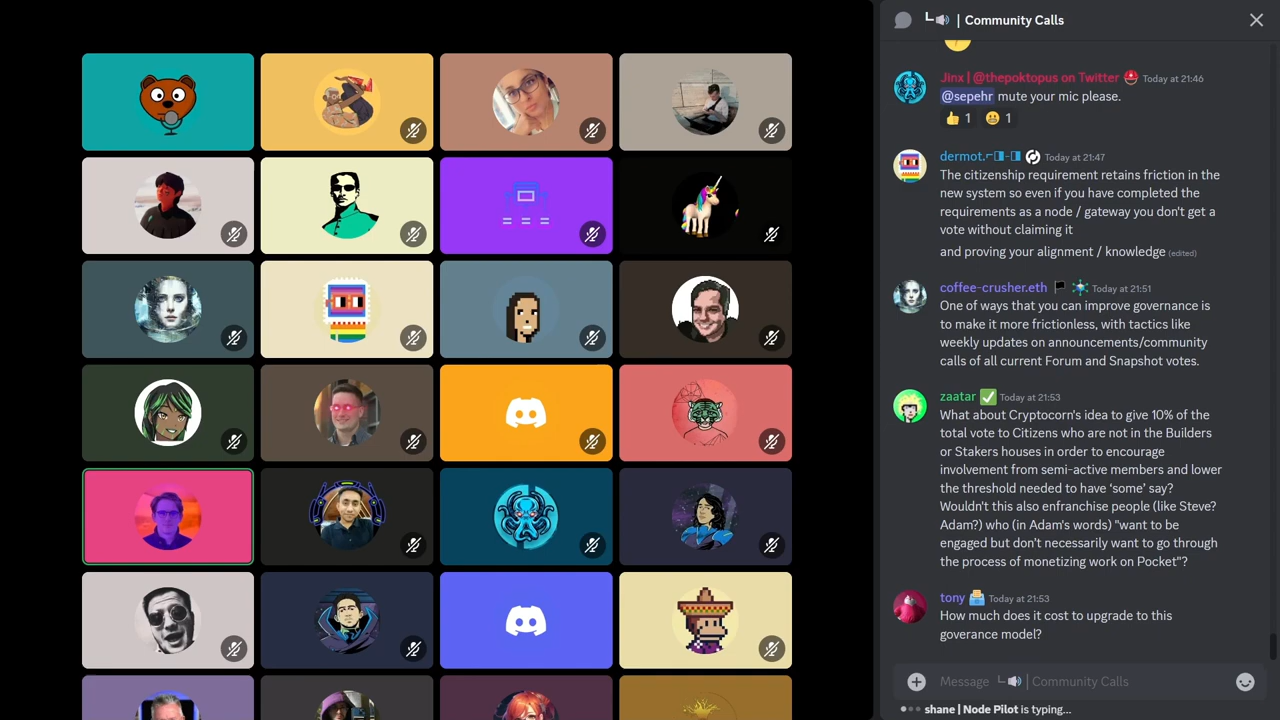 ┗🔊 | Community Calls
Jinx | @thepoktopus on Twitter Today at 21:46
@sepehr mute your mic please.
👍 1 😬 1
dermot.⌐◨-◨ Today at 21:47
The citizenship requirement retains friction in the
new system so even if you have completed the
requirements as a node / gateway you don't get a
vote without claiming it
and proving your alignment / knowledge (edited)
coffee-crusher.eth 🏴 Today at 21:51
One of ways that you can improve governance is
to make it more frictionless, with tactics like
weekly updates on announcements/community
calls of all current Forum and Snapshot votes.
zaatar ✅ Today at 21:53
What about Cryptocorn's idea to give 10% of the
total vote to Citizens who are not in the Builders
or Stakers houses in order to encourage
involvement from semi-active members and lower
the threshold needed to have ‘some’ say?
Wouldn't this also enfranchise people (like Steve?
Adam?) who (in Adam's words) "want to be
engaged but don’t necessarily want to go through
the process of monetizing work on Pocket"?
tony 🗳️ Today at 21:53
How much does it cost to upgrade to this
goverance model?
Message ┗🔊 | Community Calls
shane | Node Pilot is typing...